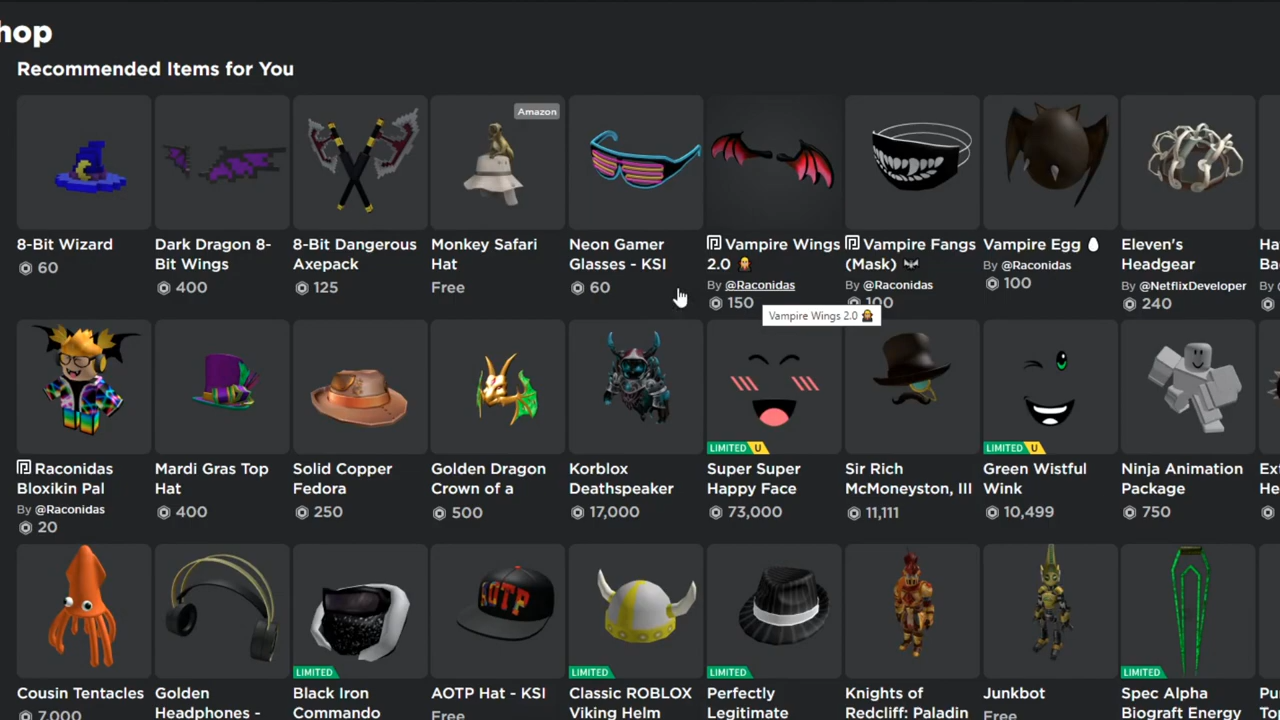 hop
Recommended Items for You
Amazon
8-Bit Wizard
60
Dark Dragon 8-
Bit Wings
400
8-Bit Dangerous
Axepack
125
Monkey Safari
Hat
Free
Neon Gamer
Glasses - KSI
60
Vampire Wings
2.0
By @Raconidas
150
Vampire Fangs
(Mask)
By @Raconidas
100
Vampire Egg
By @Raconidas
100
Eleven's
Headgear
By @NetflixDeveloper
240
Ha
Ba
Vampire Wings 2.0
Raconidas
Bloxikin Pal
By @Raconidas
20
Mardi Gras Top
Hat
400
Solid Copper
Fedora
250
Golden Dragon
Crown of a
500
Korblox
Deathspeaker
17,000
LIMITED U
Super Super
Happy Face
73,000
Sir Rich
McMoneyston, III
11,111
LIMITED U
Green Wistful
Wink
10,499
Ninja Animation
Package
750
Ex
He
Cousin Tentacles
7,000
Golden
Headphones -
LIMITED
Black Iron
Commando
AOTP
AOTP Hat - KSI
Free
LIMITED
Classic ROBLOX
Viking Helm
LIMITED
Perfectly
Legitimate
Knights of
Redcliff: Paladin
Junkbot
Free
LIMITED
Spec Alpha
Biograft Energy
Pu
To